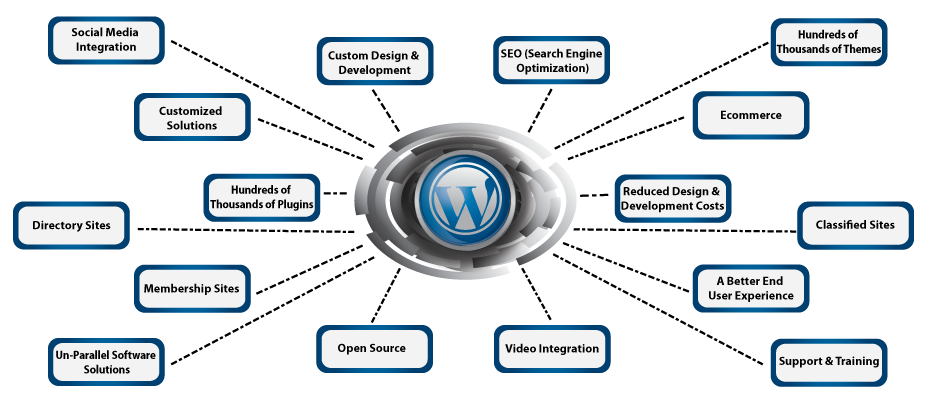 Social Media
Integration
Custom Design &
Development
SEO (Search Engine
Optimization)
Hundreds of
Thousands of Themes
Customized
Solutions
Ecommerce
Hundreds of
Thousands of Plugins
W
Reduced Design &
Development Costs
Directory Sites
Classified Sites
Membership Sites
A Better End
User Experience
Un-Parallel Software
Solutions
Open Source
Video Integration
Support & Training